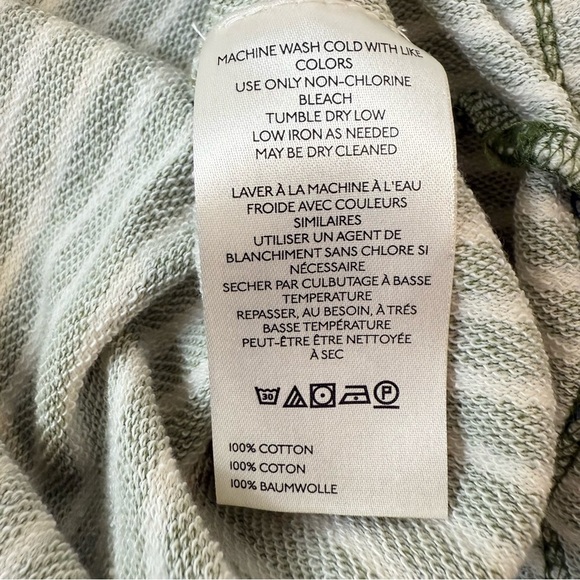 MACHINE WASH COLD WITH LIKE
COLORS
USE ONLY NON-CHLORINE
BLEACH
TUMBLE DRY LOW
LOW IRON AS NEEDED
MAY BE DRY CLEANED
LAVER À LA MACHINE À L'EAU
FROIDE AVEC COULEURS
SIMILAIRES
UTILISER UN AGENT DE
BLANCHIMENT SANS CHLORE SI
NÉCESSAIRE
SECHER PAR CULBUTAGE À BASSE
TEMPERATURE
REPASSER, AU BESOIN, À TRÉS
BASSE TEMPÉRATURE
PEUT-ÊTRE ÊTRE NETTOYÉE
À SEC
30 P
100% COTTON
100% COTON
100% BAUMWOLLE